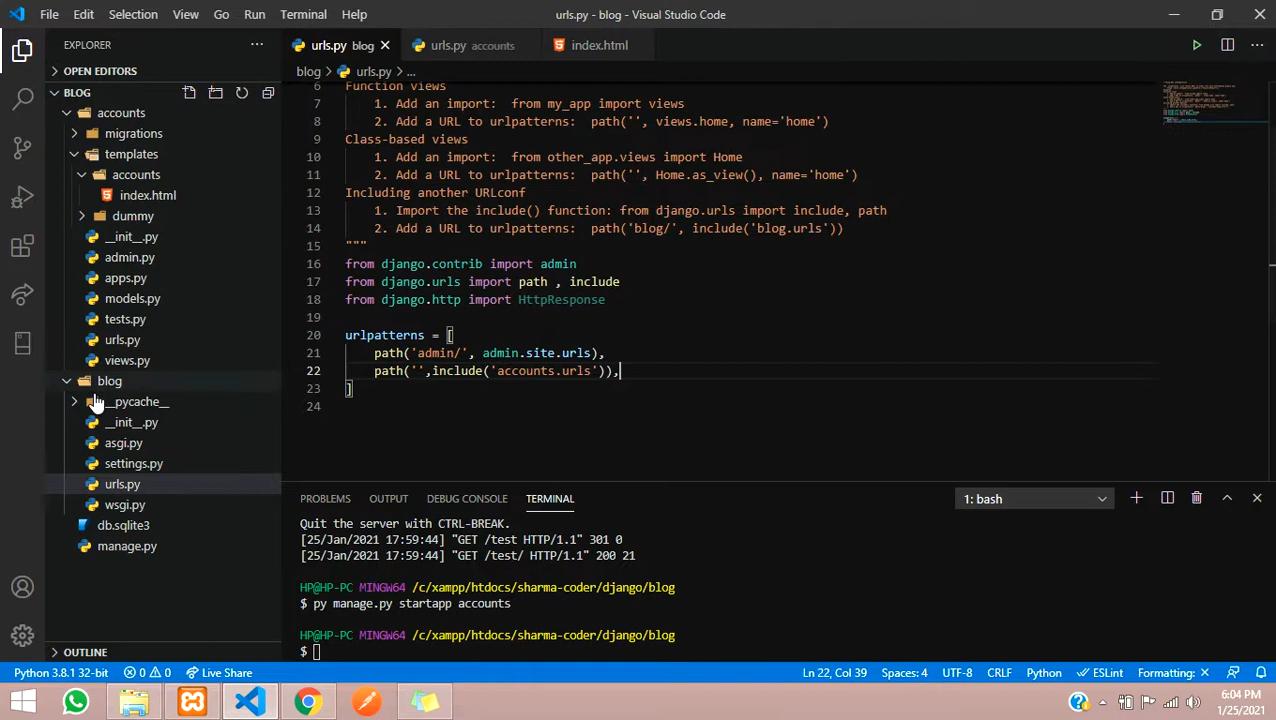 File Edit Selection View Go Run Terminal Help
urls.py - blog - Visual Studio Code
EXPLORER
OPEN EDITORS
BLOG
accounts
migrations
templates
accounts
index.html
dummy
__init__.py
admin.py
apps.py
models.py
tests.py
urls.py
views.py
blog
__pycache__
__init__.py
asgi.py
settings.py
urls.py
wsgi.py
db.sqlite3
manage.py
OUTLINE
urls.py blog
urls.py accounts
index.html
blog > urls.py > ...
6 Function views
7 1. Add an import: from my_app import views
8 2. Add a URL to urlpatterns: path('', views.home, name='home')
9 Class-based views
10 1. Add an import: from other_app.views import Home
11 2. Add a URL to urlpatterns: path('', Home.as_view(), name='home')
12 Including another URLconf
13 1. Import the include() function: from django.urls import include, path
14 2. Add a URL to urlpatterns: path('blog/', include('blog.urls'))
15 """
16 from django.contrib import admin
17 from django.urls import path , include
18 from django.http import HttpResponse
19
20 urlpatterns = [
21 path('admin/', admin.site.urls),
22 path('',include('accounts.urls')),
23 ]
24
PROBLEMS OUTPUT DEBUG CONSOLE TERMINAL
1: bash
Quit the server with CTRL-BREAK.
[25/Jan/2021 17:59:44] "GET /test HTTP/1.1" 301 0
[25/Jan/2021 17:59:44] "GET /test/ HTTP/1.1" 200 21
HP@HP-PC MINGW64 /c/xampp/htdocs/sharma-coder/django/blog
$ py manage.py startapp accounts
HP@HP-PC MINGW64 /c/xampp/htdocs/sharma-coder/django/blog
$
Python 3.8.1 32-bit 0 0 Live Share
Ln 22, Col 39 Spaces: 4 UTF-8 CRLF Python ESLint Formatting: ×
6:04 PM
1/25/2021